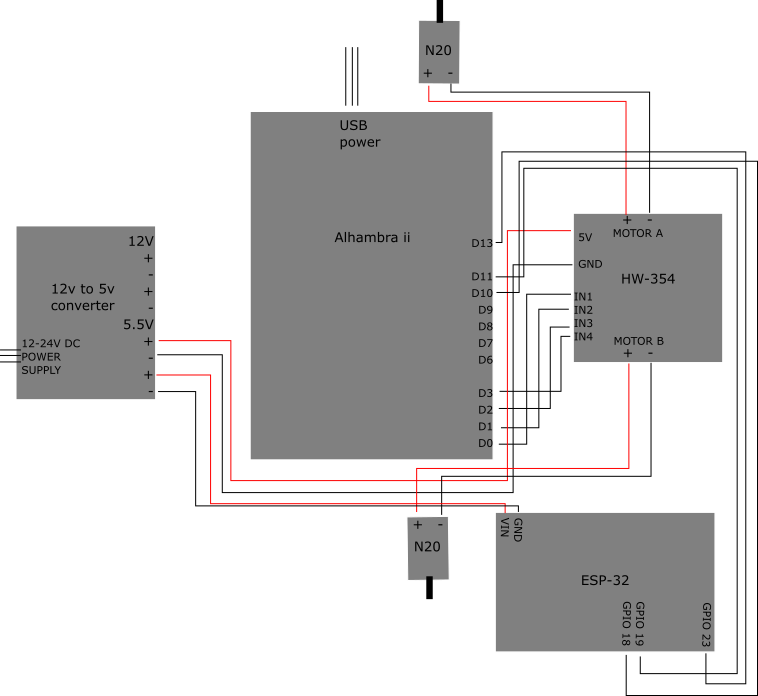 N20
+ -
USB
power
Alhambra ii
D13
D11
D10
D9
D8
D7
D6
D3
D2
D1
D0
12V
+
-
+
-
5.5V
+
-
+
-
12v to 5v
converter
12-24V DC
POWER
SUPPLY
+ -
MOTOR A
5V
GND
HW-354
IN1
IN2
IN3
IN4
MOTOR B
+ -
+ -
N20
VIN
GND
ESP-32
GPIO 18
GPIO 19
GPIO 23